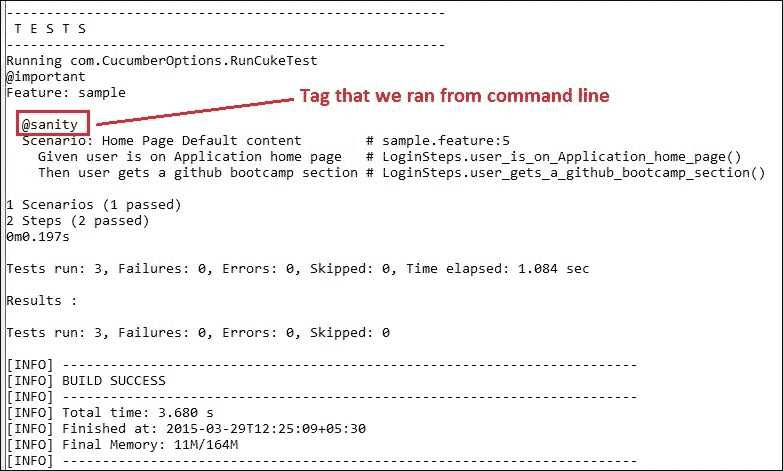 -------------------------------------------------------
 T E S T S
-------------------------------------------------------
Running com.CucumberOptions.RunCukeTest
@important
Feature: sample
Tag that we ran from command line
  @sanity
  Scenario: Home Page Default content        # sample.feature:5
    Given user is on Application home page   # LoginSteps.user_is_on_Application_home_page()
    Then user gets a github bootcamp section # LoginSteps.user_gets_a_github_bootcamp_section()
1 Scenarios (1 passed)
2 Steps (2 passed)
0m0.197s
Tests run: 3, Failures: 0, Errors: 0, Skipped: 0, Time elapsed: 1.084 sec
Results :
Tests run: 3, Failures: 0, Errors: 0, Skipped: 0
[INFO] ------------------------------------------------------------------------
[INFO] BUILD SUCCESS
[INFO] ------------------------------------------------------------------------
[INFO] Total time: 3.680 s
[INFO] Finished at: 2015-03-29T12:25:09+05:30
[INFO] Final Memory: 11M/164M
[INFO] ------------------------------------------------------------------------